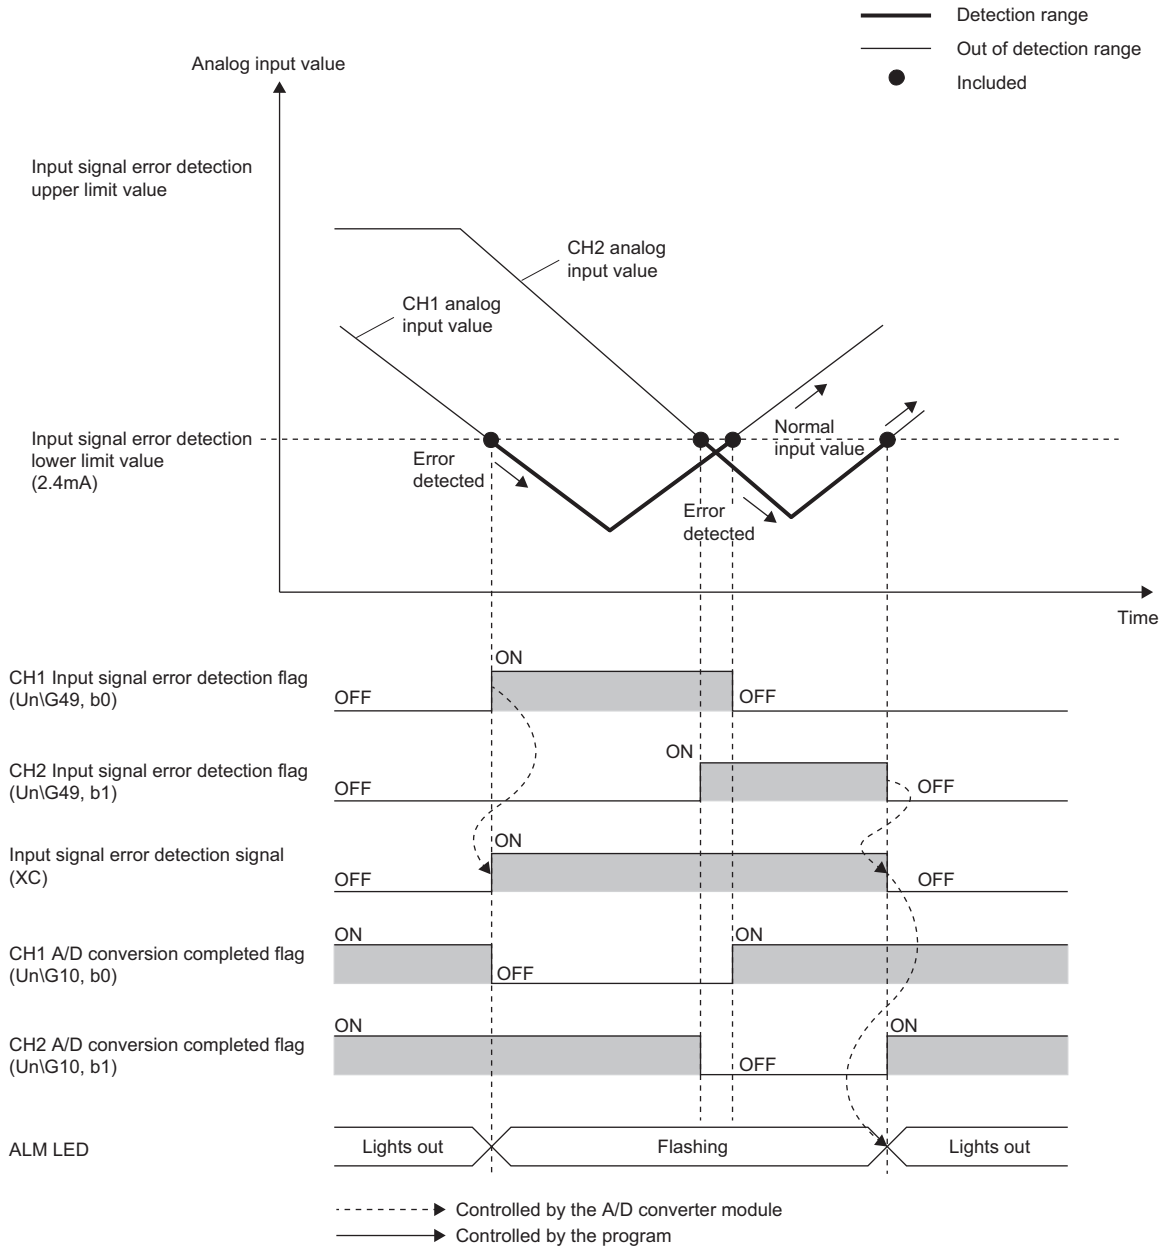 Detection range
Out of detection range
Included
Analog input value
Input signal error detection
upper limit value
CH2 analog
input value
CH1 analog
input value
Input signal error detection
lower limit value
(2.4mA)
Error
detected
Normal
input value
Error
detected
Time
CH1 Input signal error detection flag
(Un\G49, b0)
OFF
ON
OFF
CH2 Input signal error detection flag
(Un\G49, b1)
OFF
ON
OFF
Input signal error detection signal
(XC)
OFF
ON
OFF
CH1 A/D conversion completed flag
(Un\G10, b0)
ON
OFF
ON
CH2 A/D conversion completed flag
(Un\G10, b1)
ON
OFF
ON
ALM LED
Lights out
Flashing
Lights out
Controlled by the A/D converter module
Controlled by the program